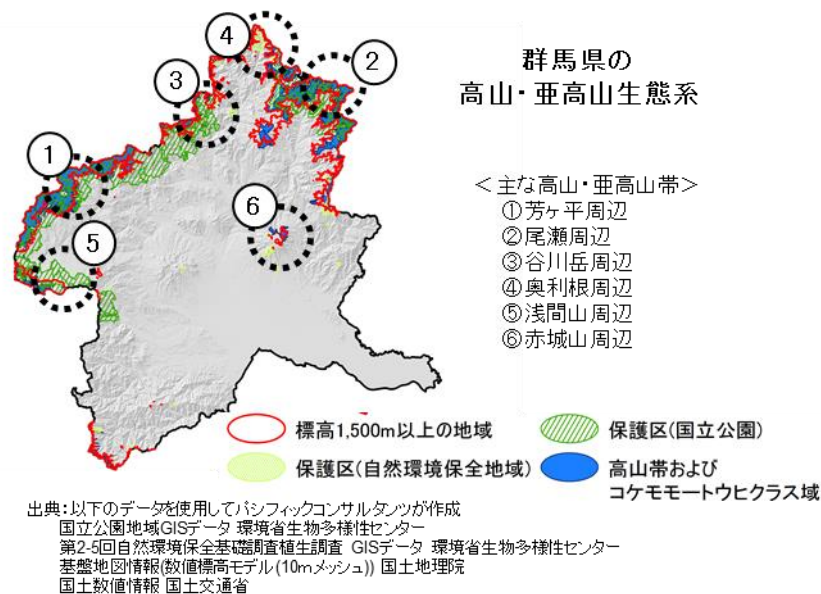 群馬県の
高山・亜高山生態系
④
②
③
①
⑥
⑤
＜主な高山・亜高山帯＞
①芳ヶ平周辺
②尾瀬周辺
③谷川岳周辺
④奥利根周辺
⑤浅間山周辺
⑥赤城山周辺
標高1,500m以上の地域
保護区(国立公園)
保護区(自然環境保全地域)
高山帯および
コケモモートウヒクラス域
出典：以下のデータを使用してパシフィックコンサルタンツが作成
国立公園地域GISデータ 環境省生物多様性センター
第2-5回自然環境保全基礎調査植生調査 GISデータ 環境省生物多様性センター
基盤地図情報(数値標高モデル(10mメッシュ)) 国土地理院
国土数値情報 国土交通省